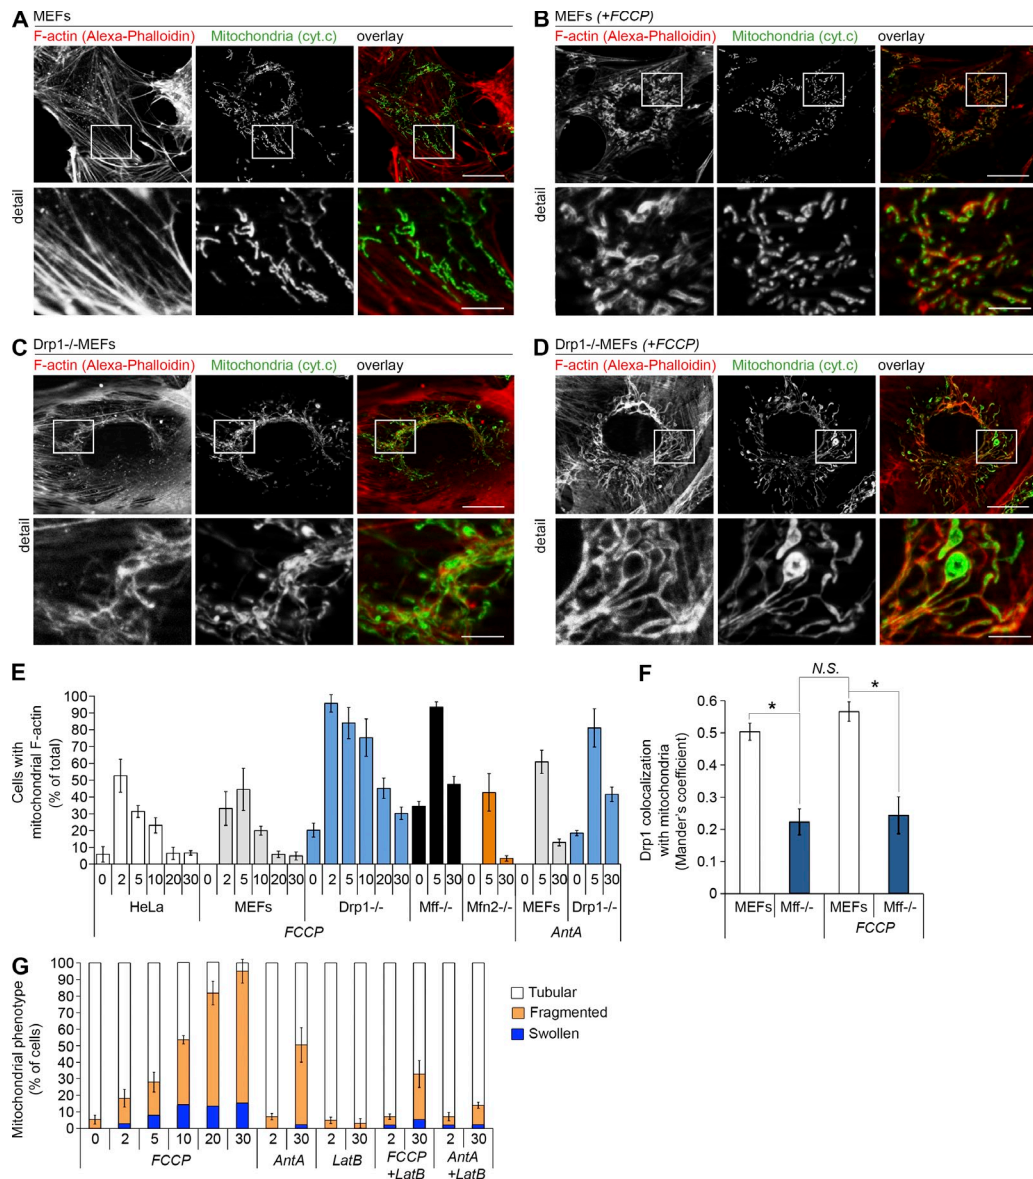 A MEFs
F-actin (Alexa-Phalloidin) Mitochondria (cyt.c) overlay
detail
B MEFs (+FCCP)
F-actin (Alexa-Phalloidin) Mitochondria (cyt.c) overlay
detail
C Drp1-/-MEFs
F-actin (Alexa-Phalloidin) Mitochondria (cyt.c) overlay
detail
D Drp1-/-MEFs (+FCCP)
F-actin (Alexa-Phalloidin) Mitochondria (cyt.c) overlay
detail
E
Cells with
mitochondrial F-actin
(% of total)
100
90
80
70
60
50
40
30
20
10
0
0 2 5 10 20 30 0 2 5 10 20 30 0 2 5 10 20 30 0 5 30 0 5 30 0 5 30 0 5 30
HeLa MEFs Drp1-/- Mff-/- Mfn2-/- MEFs Drp1-/-
FCCP AntA
F
Drp1 colocalization
with mitochondria
(Mander's coefficient)
N.S.
* *
0.6
0.5
0.4
0.3
0.2
0.1
0
MEFs Mff-/- MEFs Mff-/-
FCCP
G
Mitochondrial phenotype
(% of cells)
100
90
80
70
60
50
40
30
20
10
0
0 2 5 10 20 30 2 30 2 30 2 30 2 30
FCCP AntA LatB FCCP AntA
+LatB +LatB
Tubular
Fragmented
Swollen